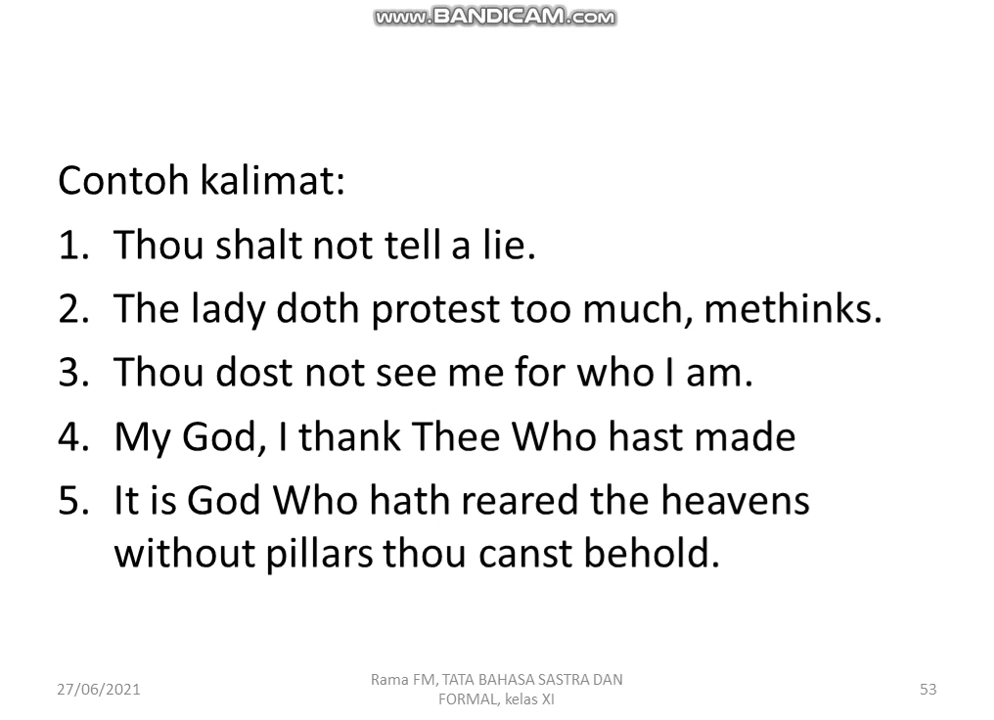 www.BANDICAM.com
Contoh kalimat:
1. Thou shalt not tell a lie.
2. The lady doth protest too much, methinks.
3. Thou dost not see me for who I am.
4. My God, I thank Thee Who hast made
5. It is God Who hath reared the heavens
without pillars thou canst behold.
27/06/2021
Rama FM, TATA BAHASA SASTRA DAN
FORMAL, kelas XI
53